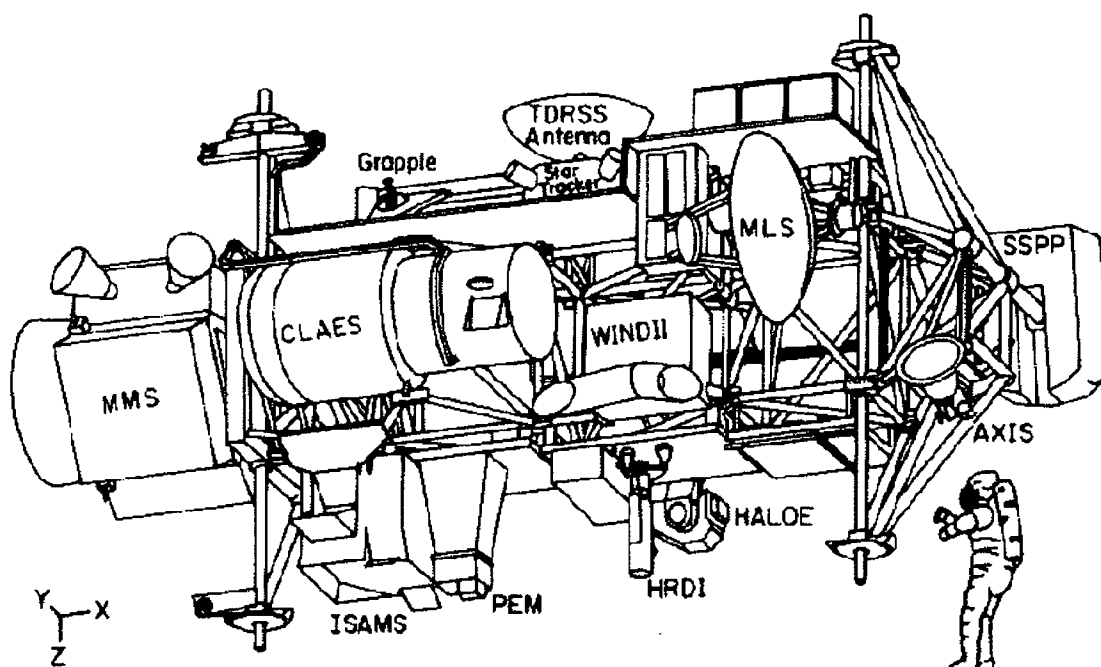 TDRSS
Antenna
Grapple
Star
Tracker
MLS
SSPP
CLAES
WINDII
MMS
AXIS
HALOE
HRDI
PEM
ISAMS
Y
X
Z